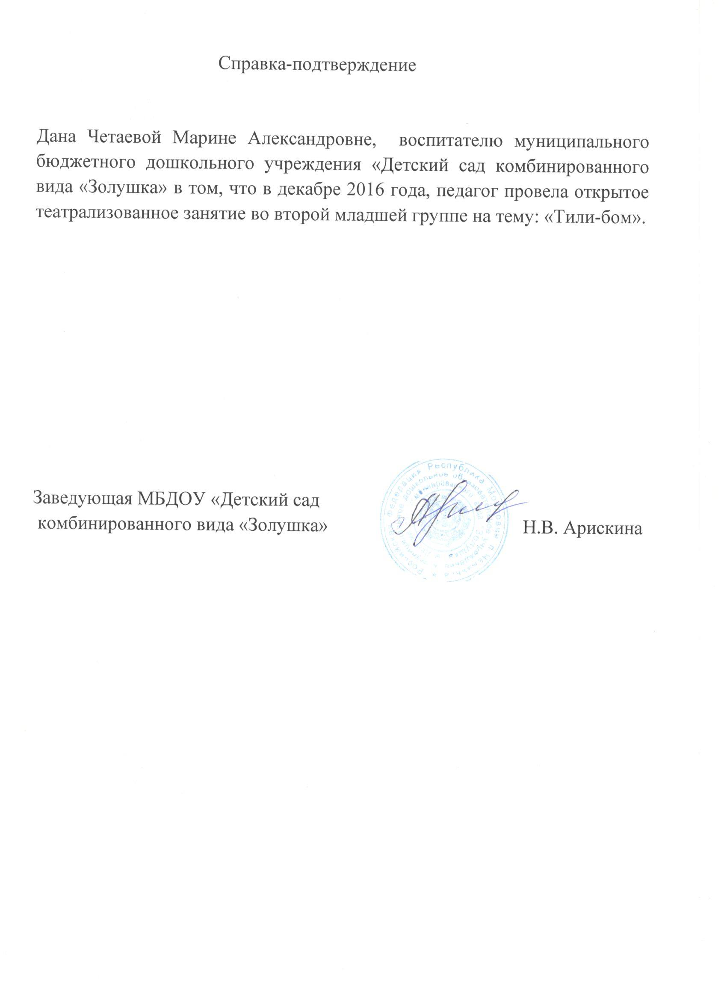 Справка-подтверждение
Дана Четаевой Марине Александровне, воспитателю муниципального
бюджетного дошкольного учреждения «Детский сад комбинированного
вида «Золушка» в том, что в декабре 2016 года, педагог провела открытое
театрализованное занятие во второй младшей группе на тему: «Тили-бом».
Заведующая МБДОУ «Детский сад
комбинированного вида «Золушка»
Н.В. Арискина
Федерация Республика